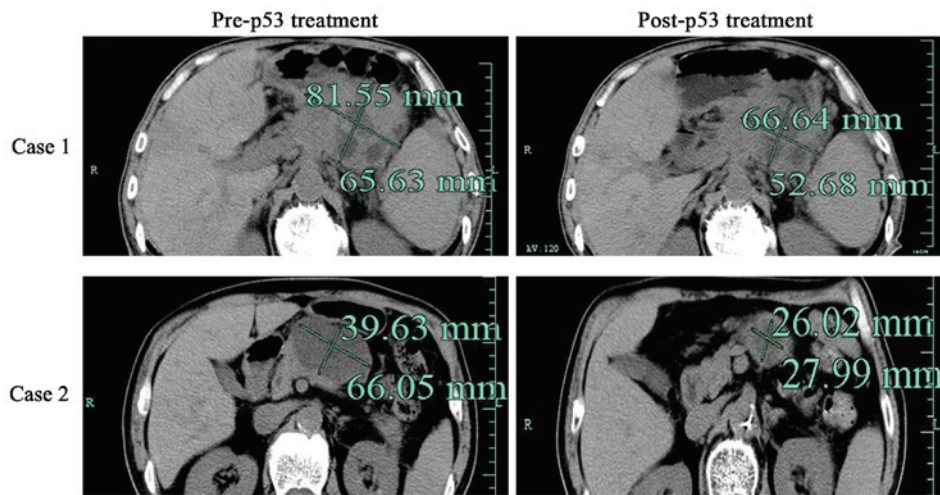 Pre-p53 treatment
Post-p53 treatment
Case 1
81.55 mm
65.63 mm
R
L
66.64 mm
52.68 mm
R
L
kV:120
Case 2
39.63 mm
66.05 mm
R
26.02 mm
27.99 mm
R